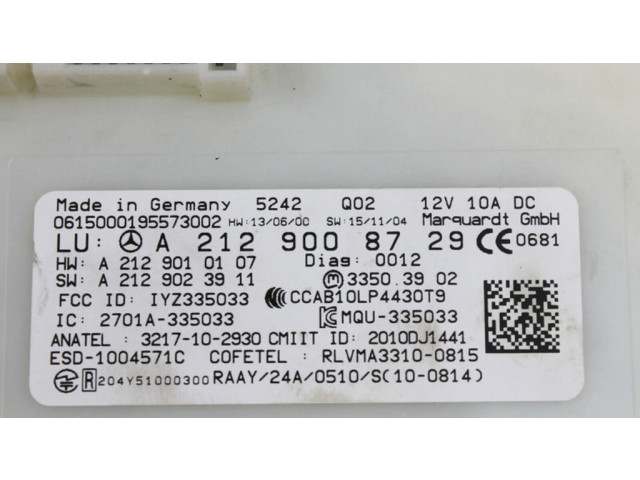 Made in Germany 5242 Q02 12V 10A DC
0615000195573002 HW:13/06/00 SW:15/11/04 Marquardt GmbH
LU: A 212 900 87 29 CE 0681
HW: A 212 901 01 07 Dias: 0012
SW: A 212 902 39 11 M 3350.3902
FCC ID: IYZ335033 CCAB10LP4430T9
IC: 2701A-335033 MQU-335033
ANATEL : 3217-10-2930 CMIIT ID: 2010DJ1441
ESD-1004571C COFETEL: RLVMA3310-0815
R 204Y51000300 RAAY/24A/0510/S(10-0814)